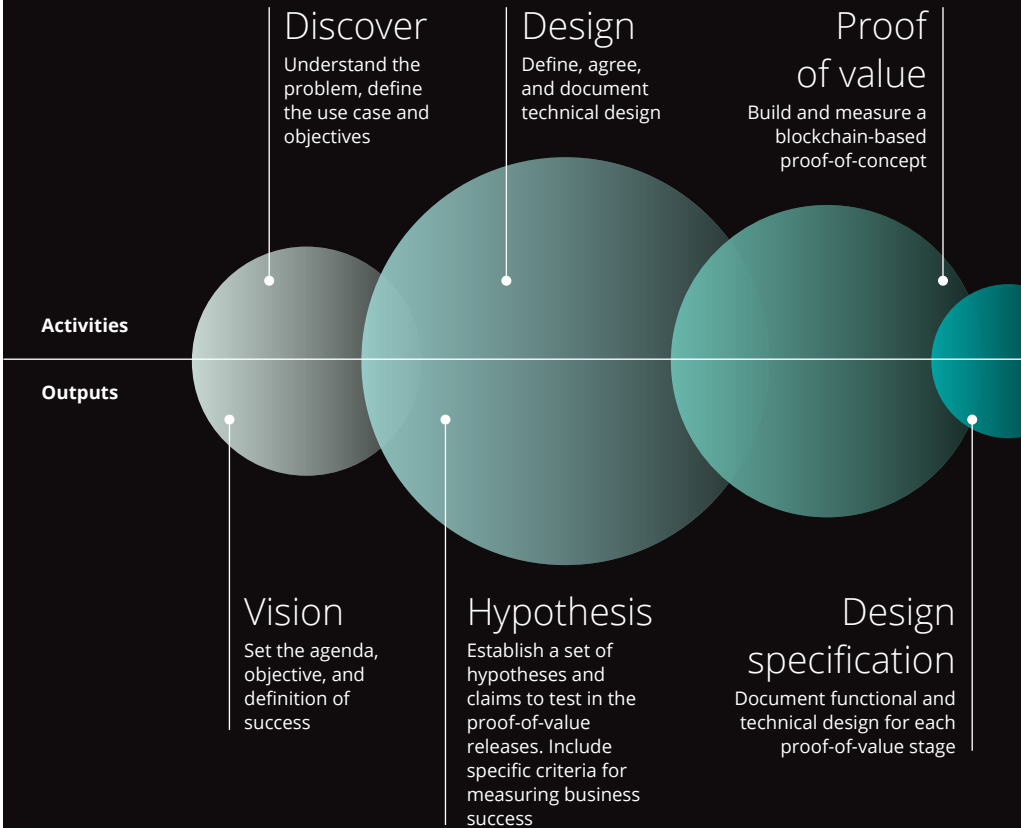 Discover
Understand the
problem, define
the use case and
objectives
Design
Define, agree,
and document
technical design
Proof
of value
Build and measure a
blockchain-based
proof-of-concept
Activities
Outputs
Vision
Set the agenda,
objective, and
definition of
success
Hypothesis
Establish a set of
hypotheses and
claims to test in the
proof-of-value
releases. Include
specific criteria for
measuring business
success
Design
specification
Document functional and
technical design for each
proof-of-value stage